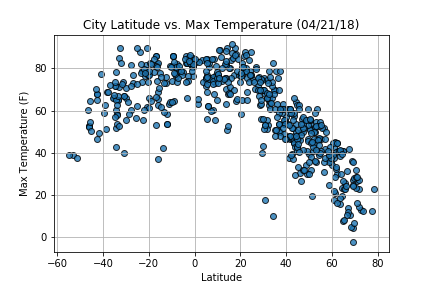 City Latitude vs. Max Temperature (04/21/18)
80
60
40
20
0
Max Temperature (F)
−60 −40 −20 0 20 40 60 80
Latitude